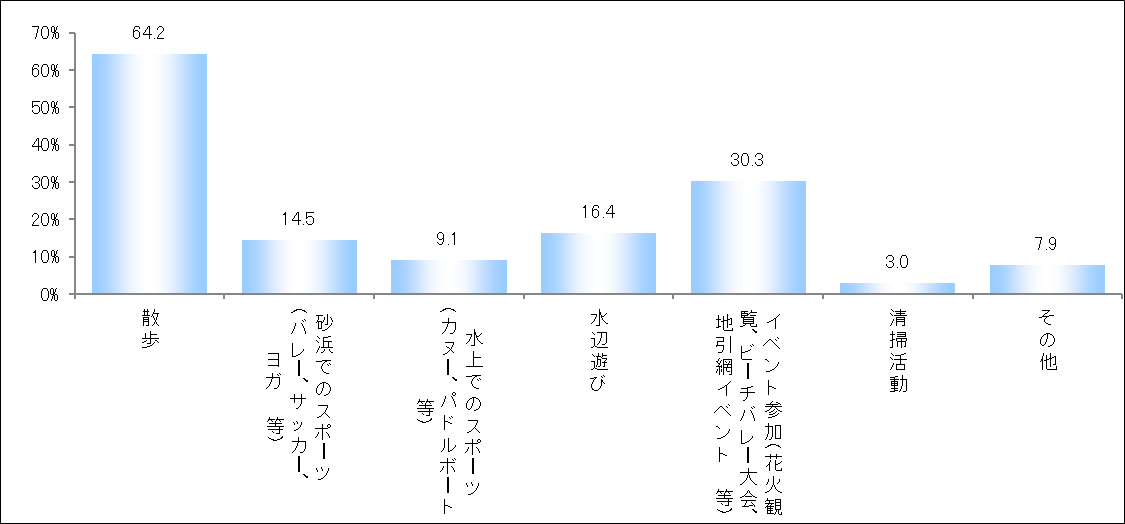 70%
60%
50%
40%
30%
20%
10%
0%
64.2
14.5
9.1
16.4
30.3
3.0
7.9
散歩
砂浜でのスポーツ
(バレー、サッカー、
ヨガ 等)
水上でのスポーツ
(カヌー、パドルボート
等)
水辺遊び
イベント参加(花火観
覧、ビーチバレー大会、
地引網イベント 等)
清掃活動
その他